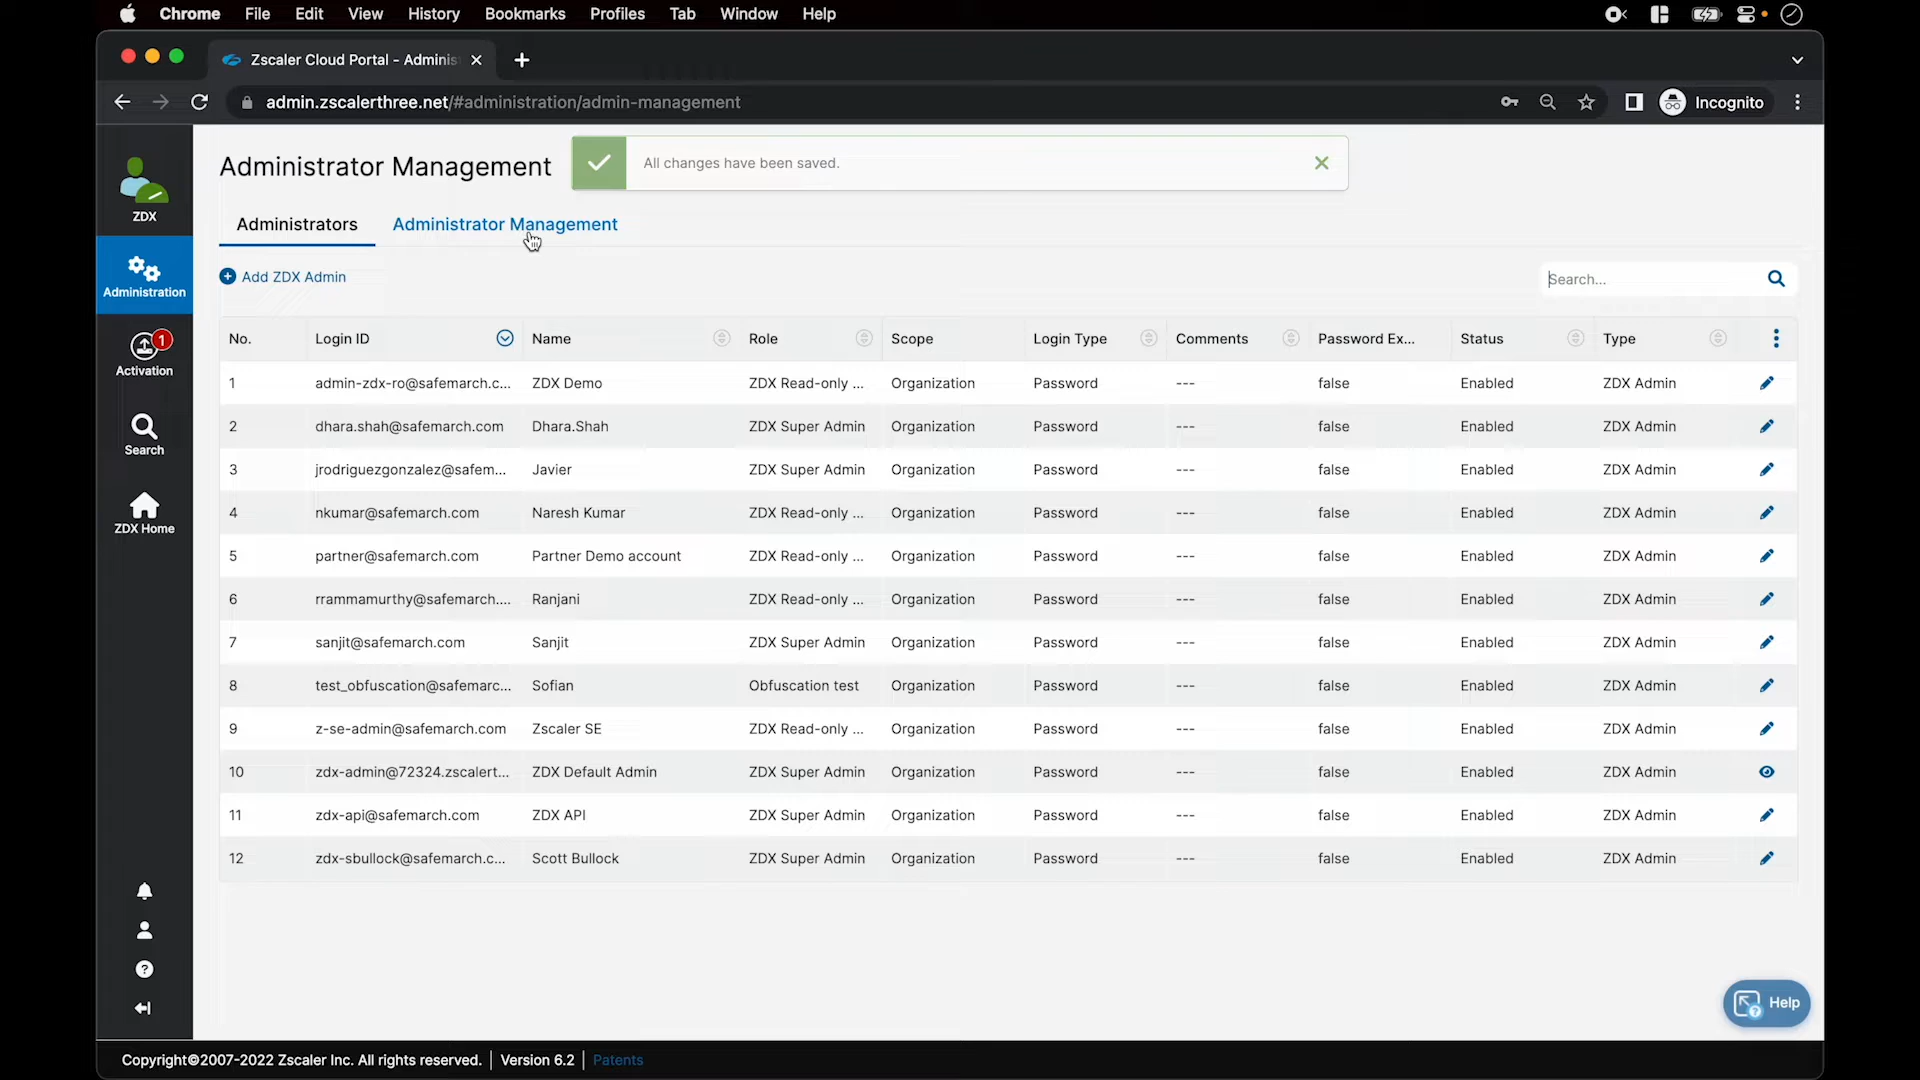 Chrome File Edit View History Bookmarks Profiles Tab Window Help
Zscaler Cloud Portal - Adminis
admin.zscalerthree.net/#administration/admin-management
Incognito
ZDX
Administration
1
Activation
Search
ZDX Home
Administrator Management
All changes have been saved.
Administrators Administrator Management
Add ZDX Admin
Search...
No. Login ID Name Role Scope Login Type Comments Password Ex... Status Type
1 admin-zdx-ro@safemarch.c... ZDX Demo ZDX Read-only ... Organization Password --- false Enabled ZDX Admin
2 dhara.shah@safemarch.com Dhara.Shah ZDX Super Admin Organization Password --- false Enabled ZDX Admin
3 jrodriguezgonzalez@safem... Javier ZDX Super Admin Organization Password --- false Enabled ZDX Admin
4 nkumar@safemarch.com Naresh Kumar ZDX Read-only ... Organization Password --- false Enabled ZDX Admin
5 partner@safemarch.com Partner Demo account ZDX Read-only ... Organization Password --- false Enabled ZDX Admin
6 rrammamurthy@safemarch.... Ranjani ZDX Read-only ... Organization Password --- false Enabled ZDX Admin
7 sanjit@safemarch.com Sanjit ZDX Super Admin Organization Password --- false Enabled ZDX Admin
8 test_obfuscation@safemarc... Sofian Obfuscation test Organization Password --- false Enabled ZDX Admin
9 z-se-admin@safemarch.com Zscaler SE ZDX Read-only ... Organization Password --- false Enabled ZDX Admin
10 zdx-admin@72324.zscalert... ZDX Default Admin ZDX Super Admin Organization Password --- false Enabled ZDX Admin
11 zdx-api@safemarch.com ZDX API ZDX Super Admin Organization Password --- false Enabled ZDX Admin
12 zdx-sbullock@safemarch.c... Scott Bullock ZDX Super Admin Organization Password --- false Enabled ZDX Admin
Help
Copyright©2007-2022 Zscaler Inc. All rights reserved. | Version 6.2 | Patents